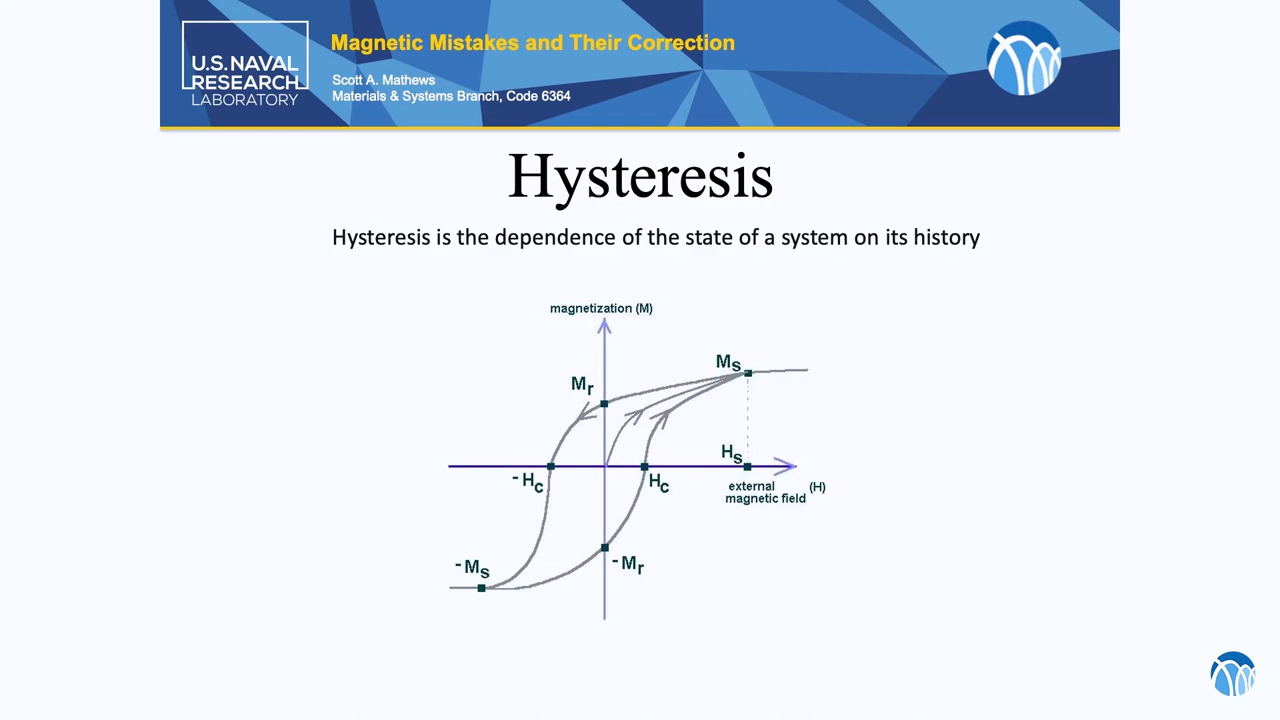 U.S. NAVAL
RESEARCH
LABORATORY
Magnetic Mistakes and Their Correction
Scott A. Mathews
Materials & Systems Branch, Code 6364
Hysteresis
Hysteresis is the dependence of the state of a system on its history
magnetization (M)
Ms
Mr
Hs
-Hc
Hc
external (H)
magnetic field
-Ms
-Mr